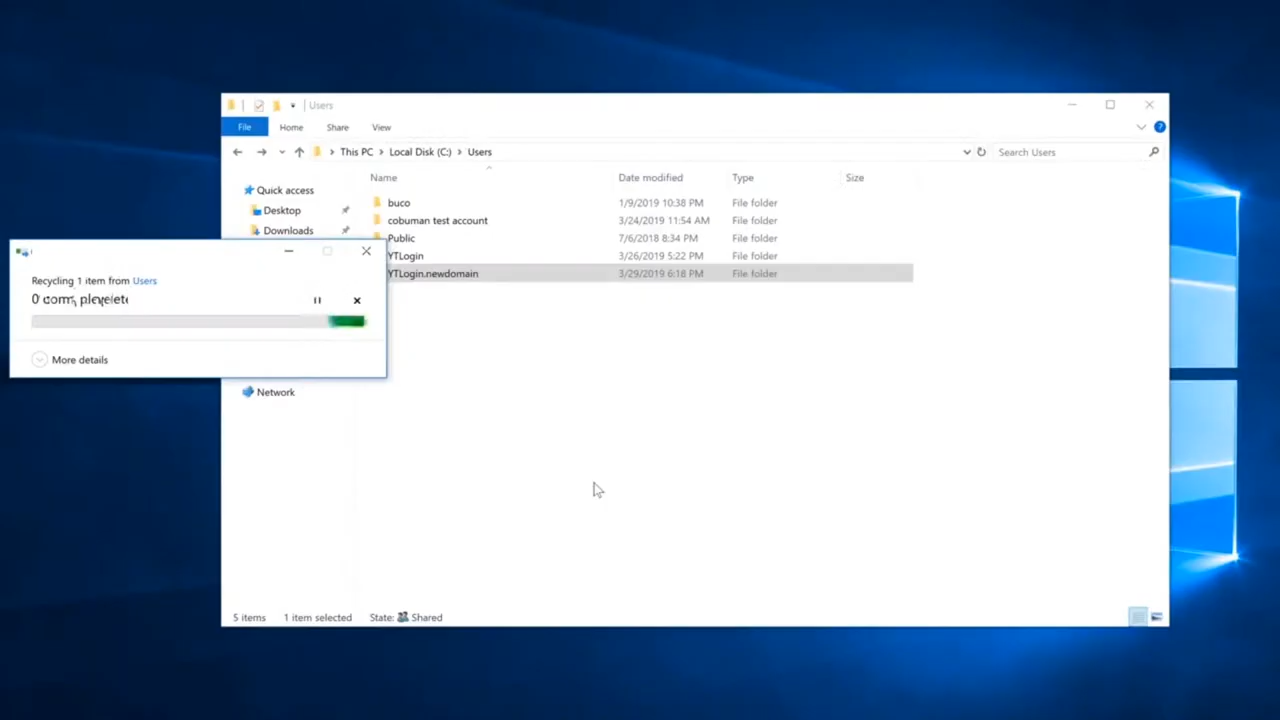 Users
File Home Share View
This PC > Local Disk (C:) > Users
Search Users
Name Date modified Type Size
Quick access
Desktop
Downloads
Network
buco 1/9/2019 10:38 PM File folder
cobuman test account 3/24/2019 11:54 AM File folder
Public 7/6/2018 8:34 PM File folder
YTLogin 3/26/2019 5:22 PM File folder
YTLogin.newdomain 3/29/2019 6:18 PM File folder
Recycling 1 item from Users
More details
5 items 1 item selected State: Shared